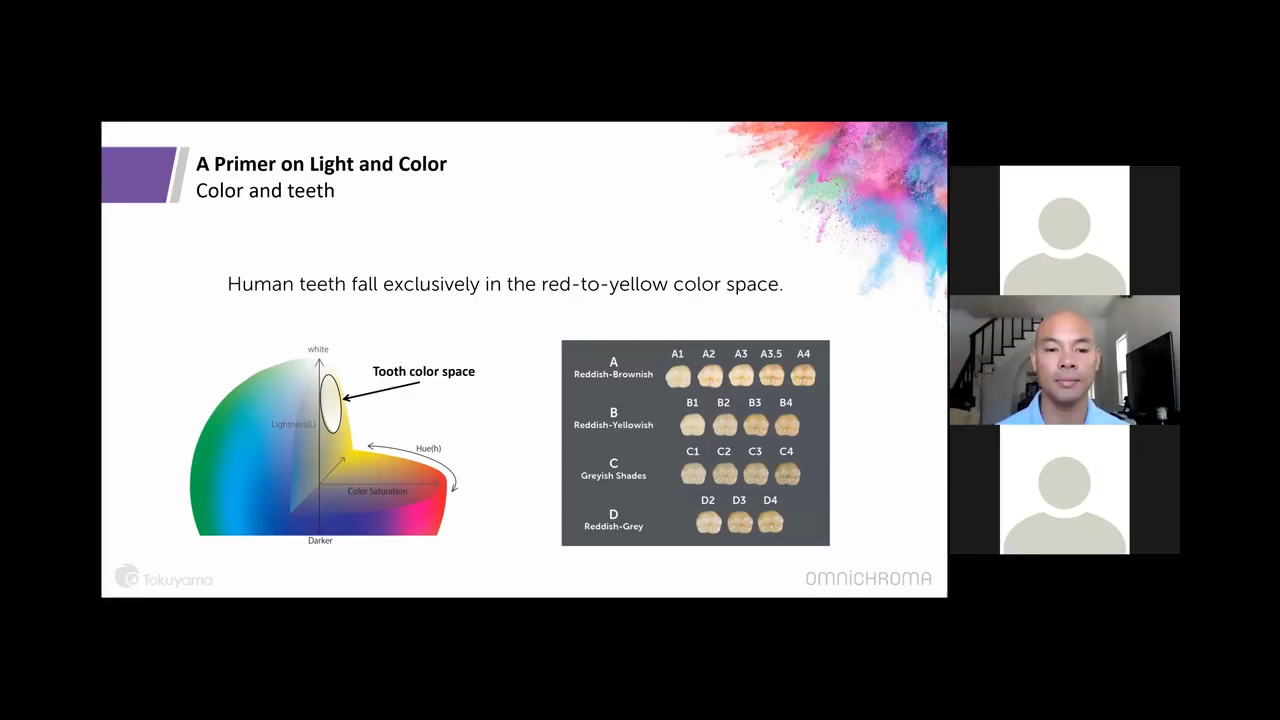 A Primer on Light and Color
Color and teeth
Human teeth fall exclusively in the red-to-yellow color space.
white
Tooth color space
Lightness(L)
Hue(h)
Color Saturation
Darker
A
Reddish-Brownish
A1 A2 A3 A3.5 A4
B
Reddish-Yellowish
B1 B2 B3 B4
C
Greyish Shades
C1 C2 C3 C4
D
Reddish-Grey
D2 D3 D4
Tokuyama
OMNICHROMA